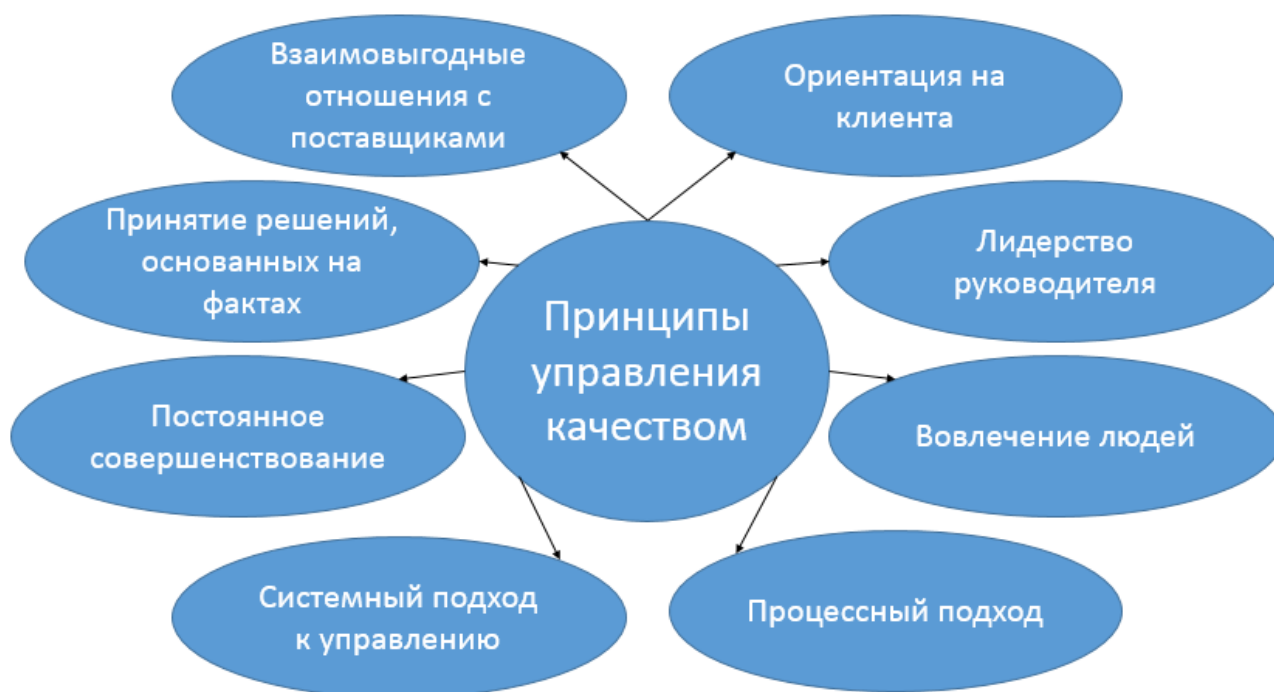 Взаимовыгодные
отношения с
поставщиками
Ориентация на
клиента
Принятие решений,
основанных на
фактах
Лидерство
руководителя
Принципы
управления
качеством
Постоянное
совершенствование
Вовлечение людей
Системный подход
к управлению
Процессный подход